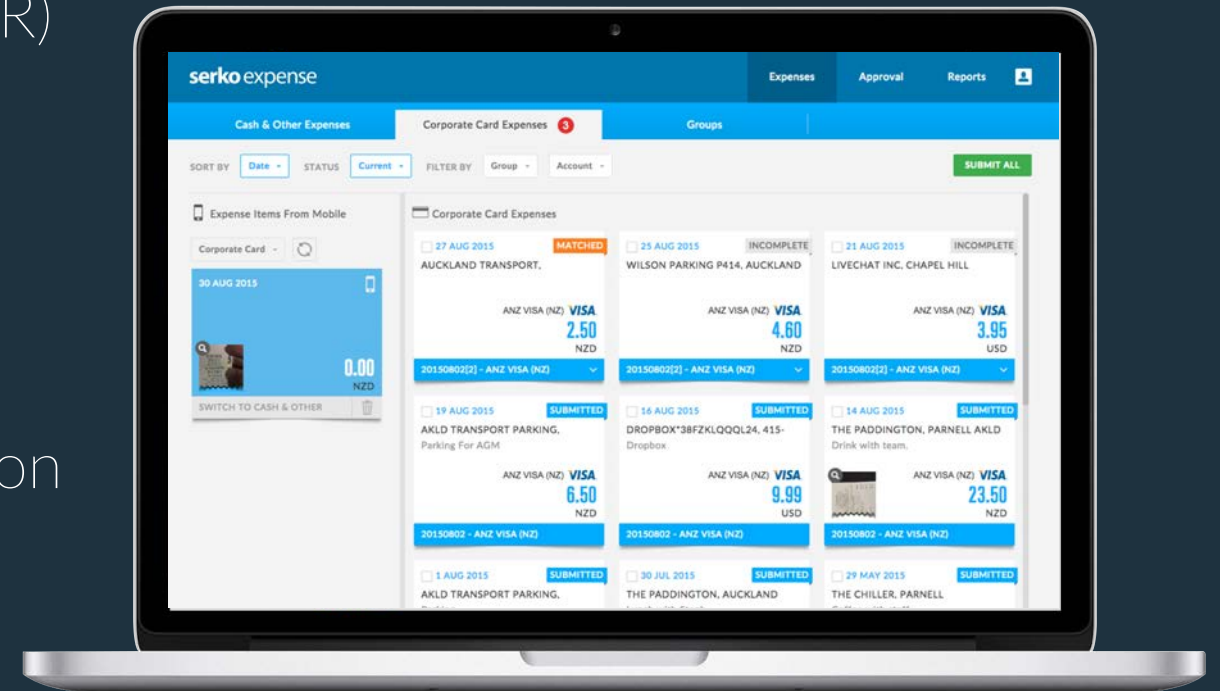 R)
on
serko expense
Expenses Approval Reports
Cash & Other Expenses Corporate Card Expenses 3 Groups
SORT BY Date STATUS Current FILTER BY Group Account SUBMIT ALL
Expense Items From Mobile
Corporate Card
30 AUG 2015
0.00
NZD
SWITCH TO CASH & OTHER
Corporate Card Expenses
27 AUG 2015 MATCHED
AUCKLAND TRANSPORT,
ANZ VISA (NZ) VISA
2.50
NZD
20150802[2] - ANZ VISA (NZ)
25 AUG 2015 INCOMPLETE
WILSON PARKING P414, AUCKLAND
ANZ VISA (NZ) VISA
4.60
NZD
20150802[2] - ANZ VISA (NZ)
21 AUG 2015 INCOMPLETE
LIVECHAT INC, CHAPEL HILL
ANZ VISA (NZ) VISA
3.95
USD
20150802[2] - ANZ VISA (NZ)
19 AUG 2015 SUBMITTED
AKLD TRANSPORT PARKING,
Parking For AGM
ANZ VISA (NZ) VISA
6.50
NZD
20150802 - ANZ VISA (NZ)
16 AUG 2015 SUBMITTED
DROPBOX*38FZKLQQQL24, 415-
Dropbox
ANZ VISA (NZ) VISA
9.99
USD
20150802 - ANZ VISA (NZ)
14 AUG 2015 SUBMITTED
THE PADDINGTON, PARNELL AKLD
Drink with team,
ANZ VISA (NZ) VISA
23.50
NZD
20150802 - ANZ VISA (NZ)
1 AUG 2015 SUBMITTED
AKLD TRANSPORT PARKING,
30 JUL 2015 SUBMITTED
THE PADDINGTON, AUCKLAND
29 MAY 2015 SUBMITTED
THE CHILLER, PARNELL